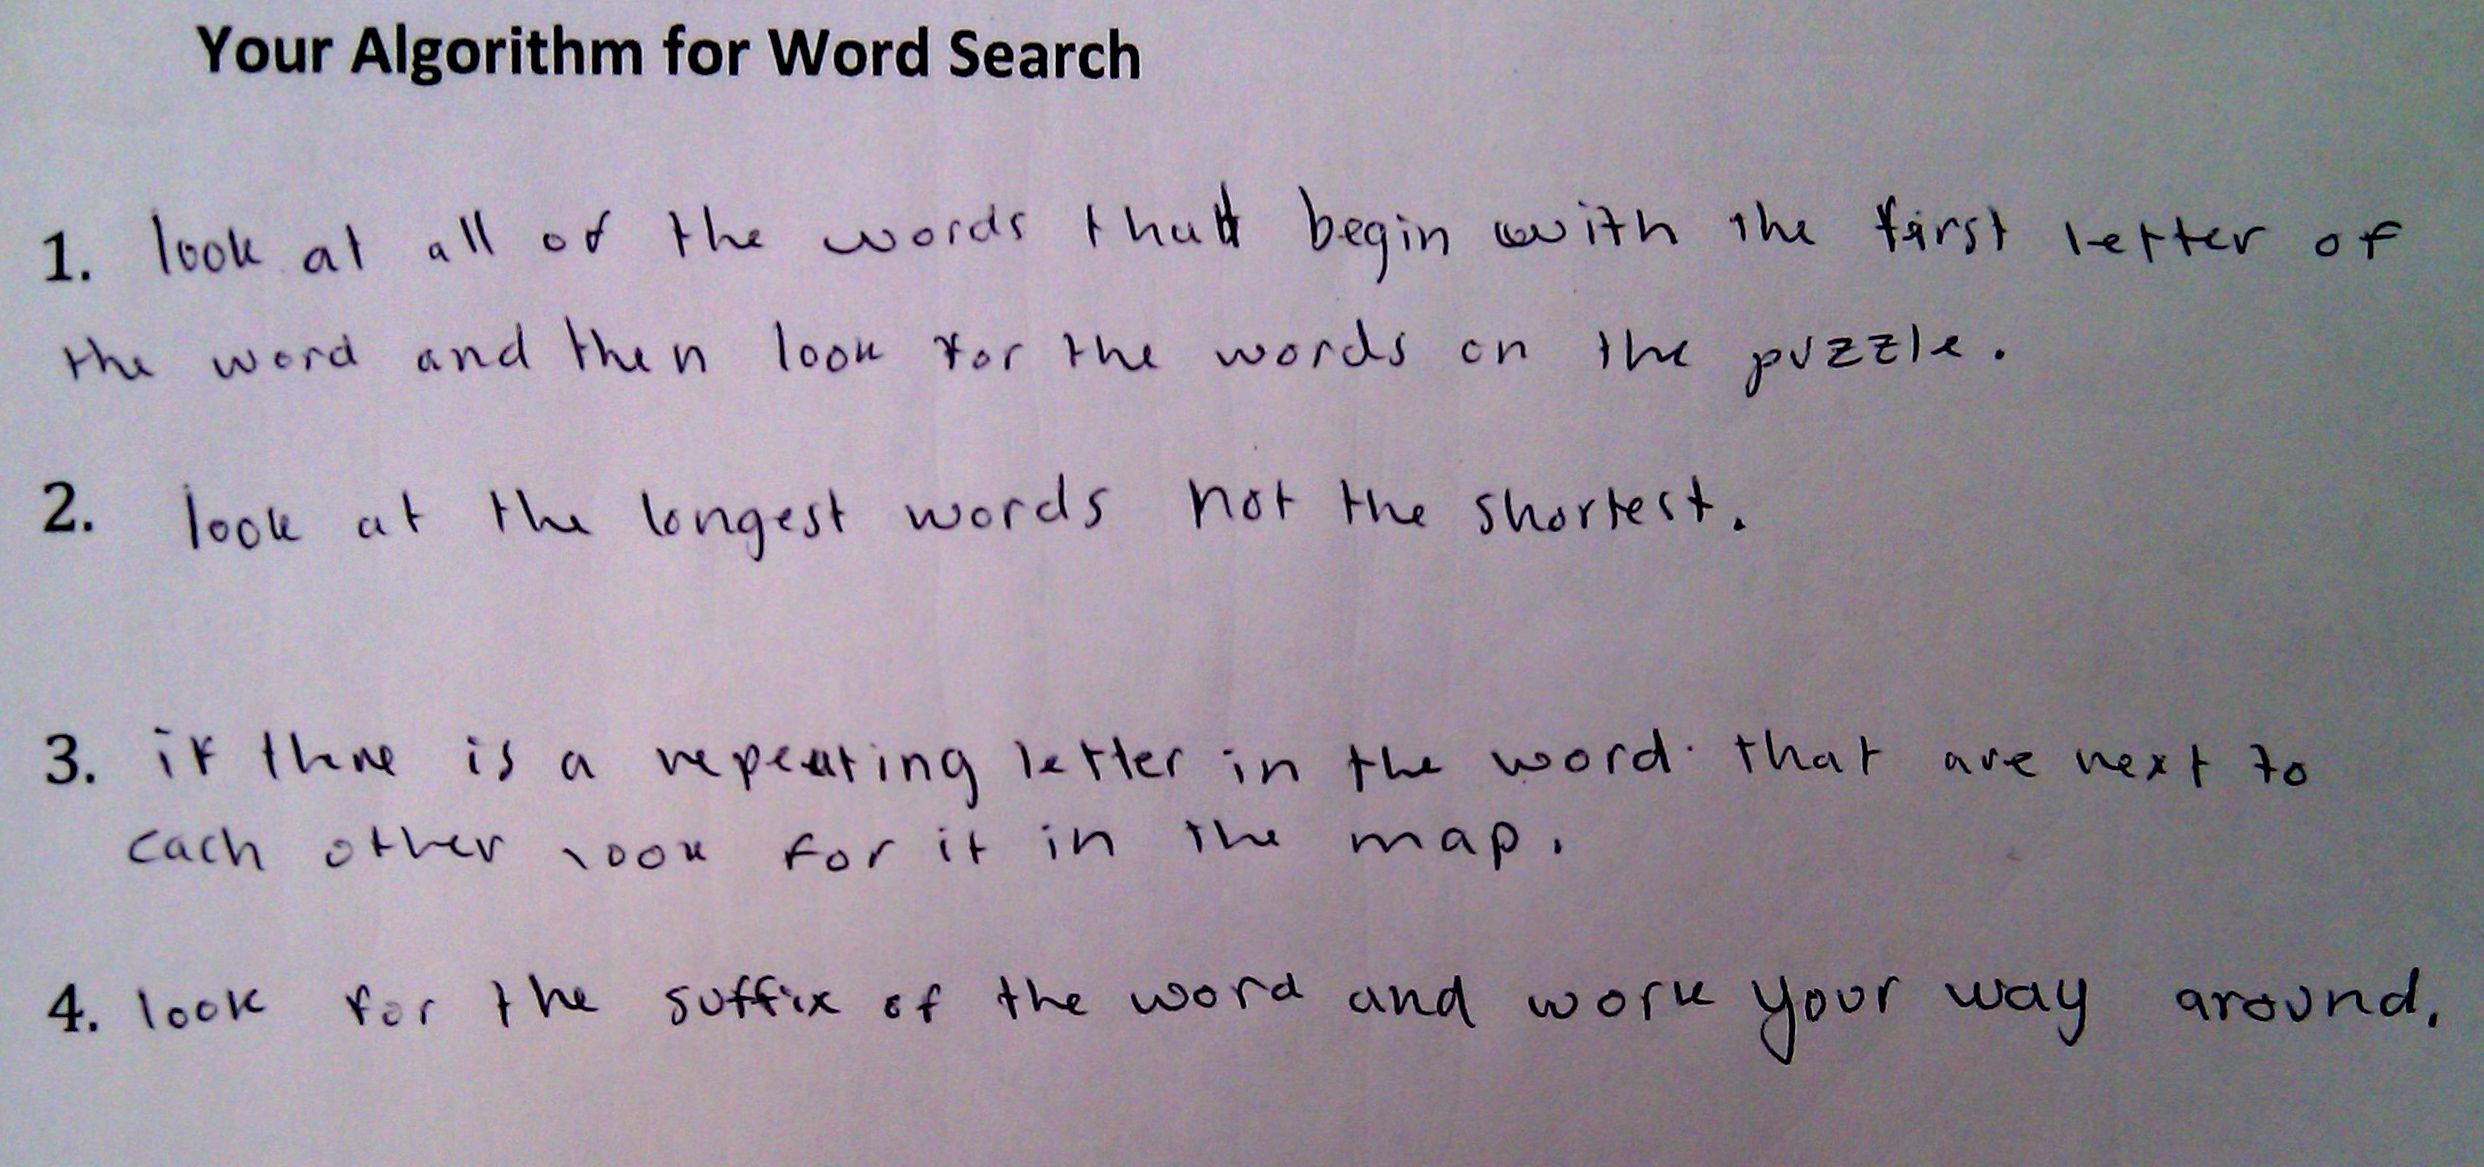 Your Algorithm for Word Search
1. look at all of the words that begin with the first letter of
the word and then look for the words on the puzzle.
2. look at the longest words not the shortest.
3. if there is a repeating letter in the word that are next to
each other look for it in the map.
4. look for the suffix of the word and work your way around.